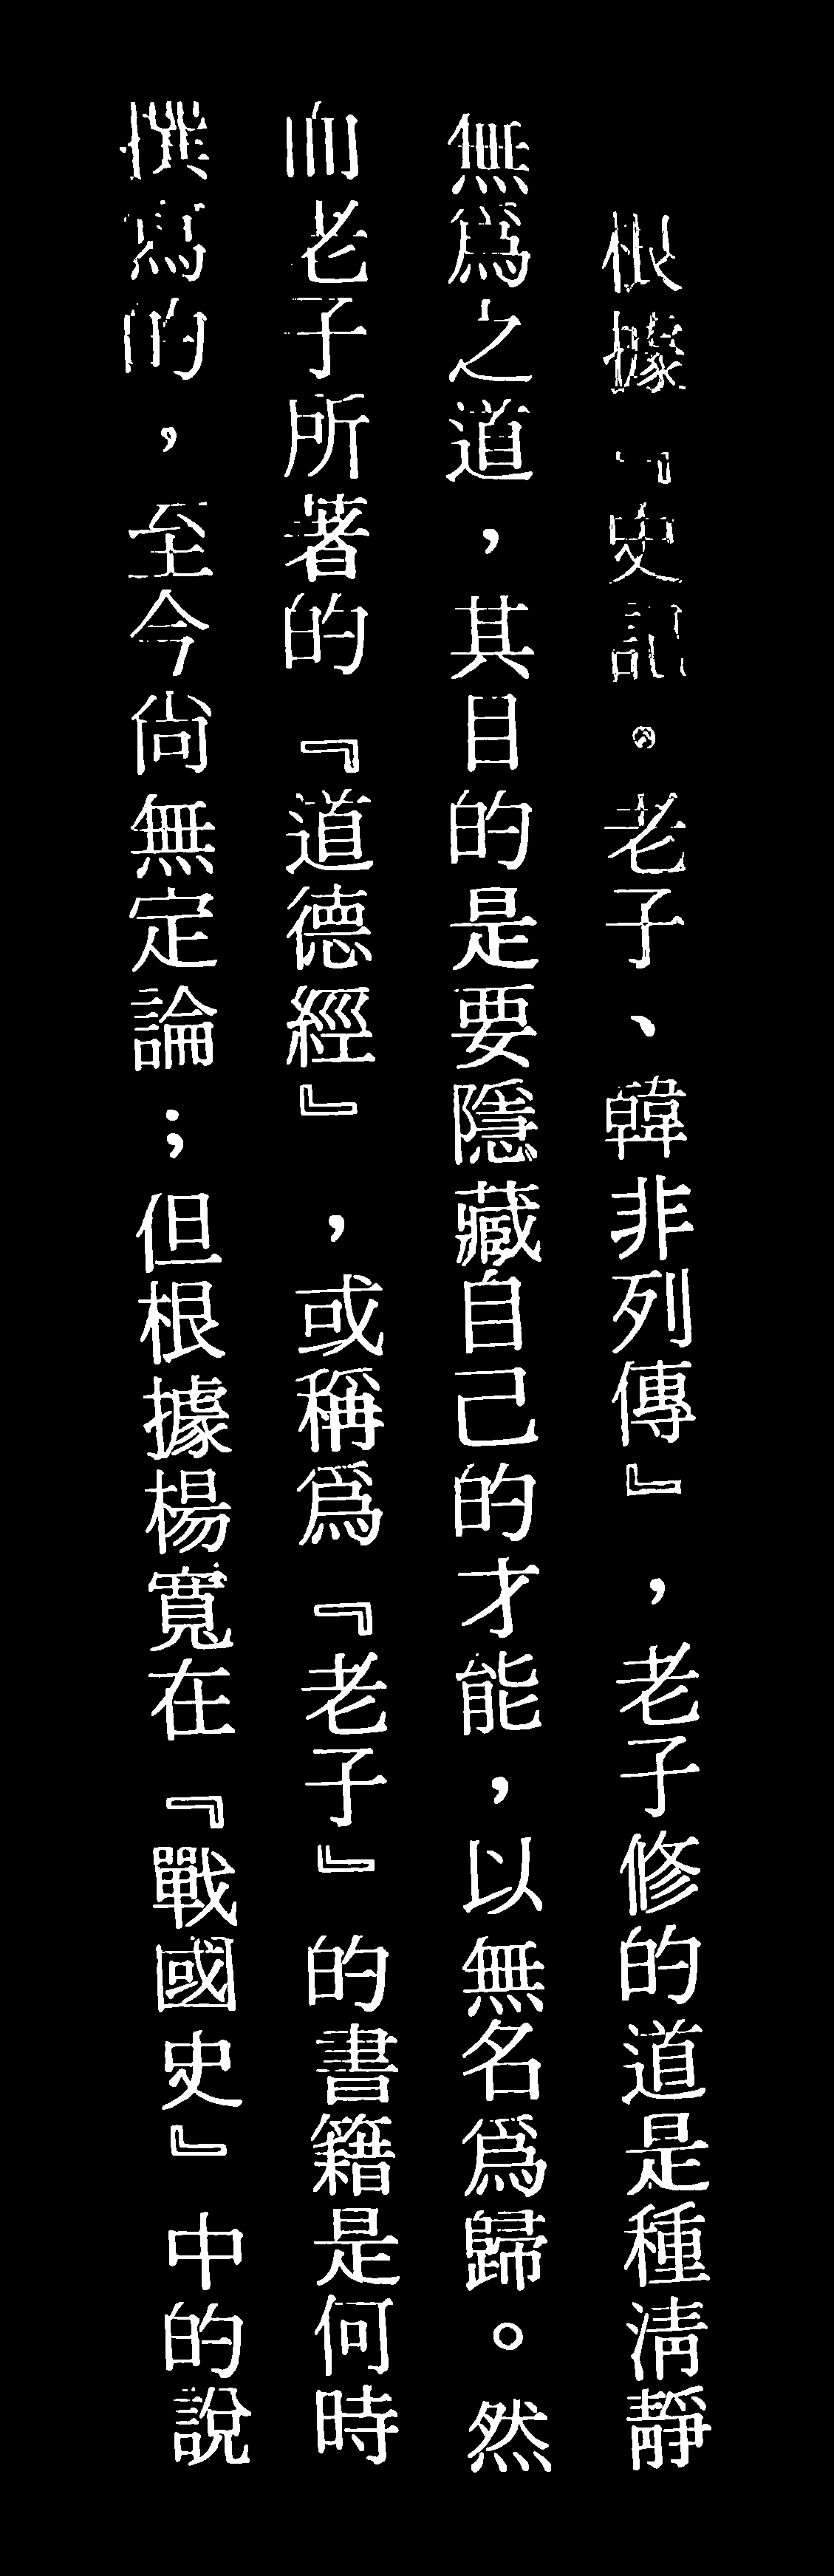 根據『史記。老子、韓非列傳』，老子修的道是種淸靜
無爲之道，其目的是要隱藏自己的才能，以無名爲歸。然
而老子所著的『道德經』，或稱爲『老子』的書籍是何時
撰寫的，至今尙無定論；但根據楊寬在『戰國史』中的說